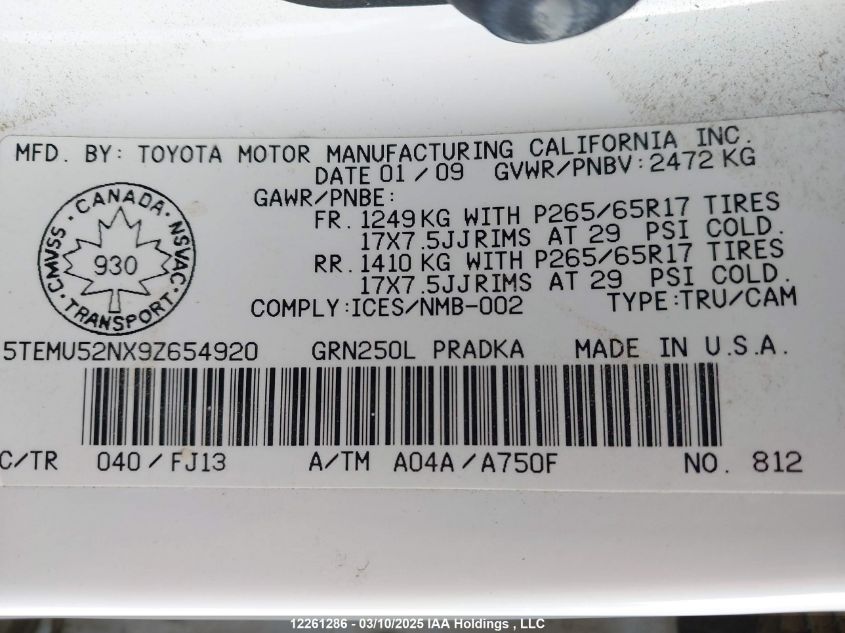 MFD. BY: TOYOTA MOTOR MANUFACTURING CALIFORNIA INC.
DATE 01/09 GVWR/PNBV:2472 KG
GAWR/PNBE:
FR. 1249 KG WITH P265/65R17 TIRES
17X7.5JJRIMS AT 29 PSI COLD.
RR. 1410 KG WITH P265/65R17 TIRES
17X7.5JJRIMS AT 29 PSI COLD.
COMPLY:ICES/NMB-002 TYPE:TRU/CAM
CANADA
CMVSS · NSVAC
930
TRANSPORT
5TEMU52NX9Z654920 GRN250L PRADKA MADE IN U.S.A.
C/TR 040/FJ13 A/TM A04A/A750F NO. 812
12261286 - 03/10/2025 IAA Holdings , LLC